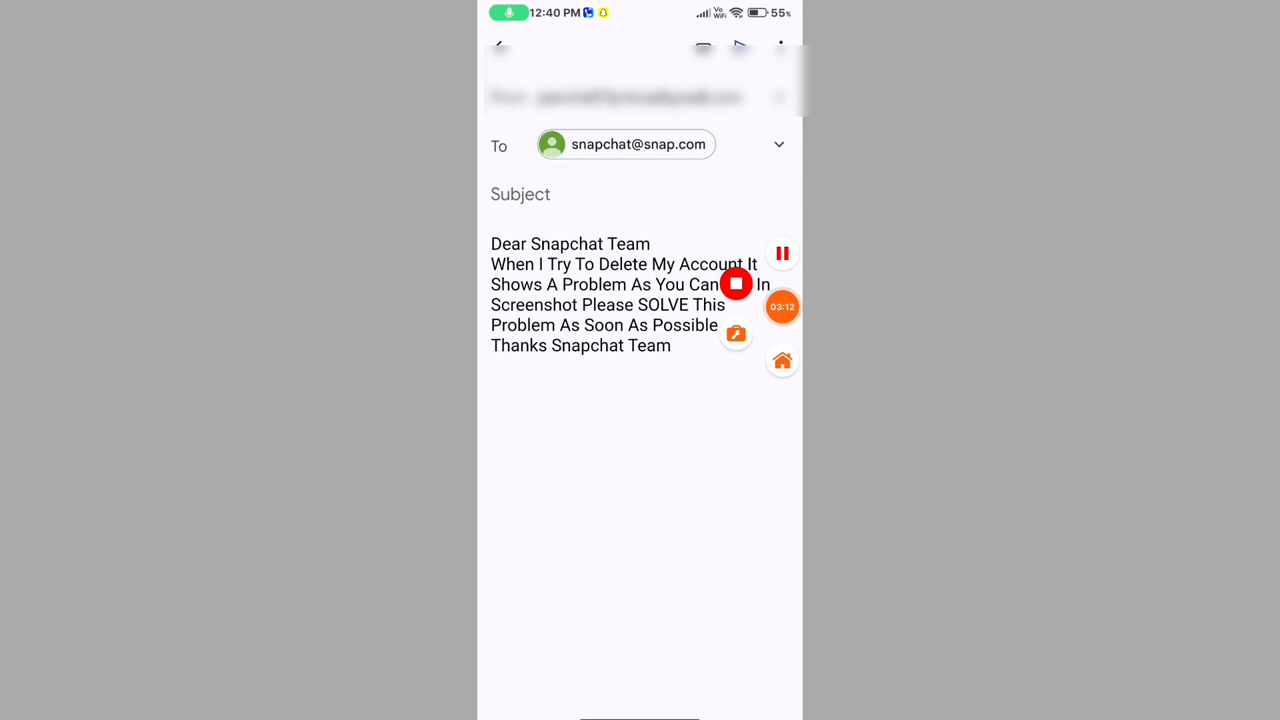 12:40 PM
Vo WiFi
55%
To snapchat@snap.com
Subject
Dear Snapchat Team
When I Try To Delete My Account It
Shows A Problem As You Can In
Screenshot Please SOLVE This
Problem As Soon As Possible
Thanks Snapchat Team
03:12